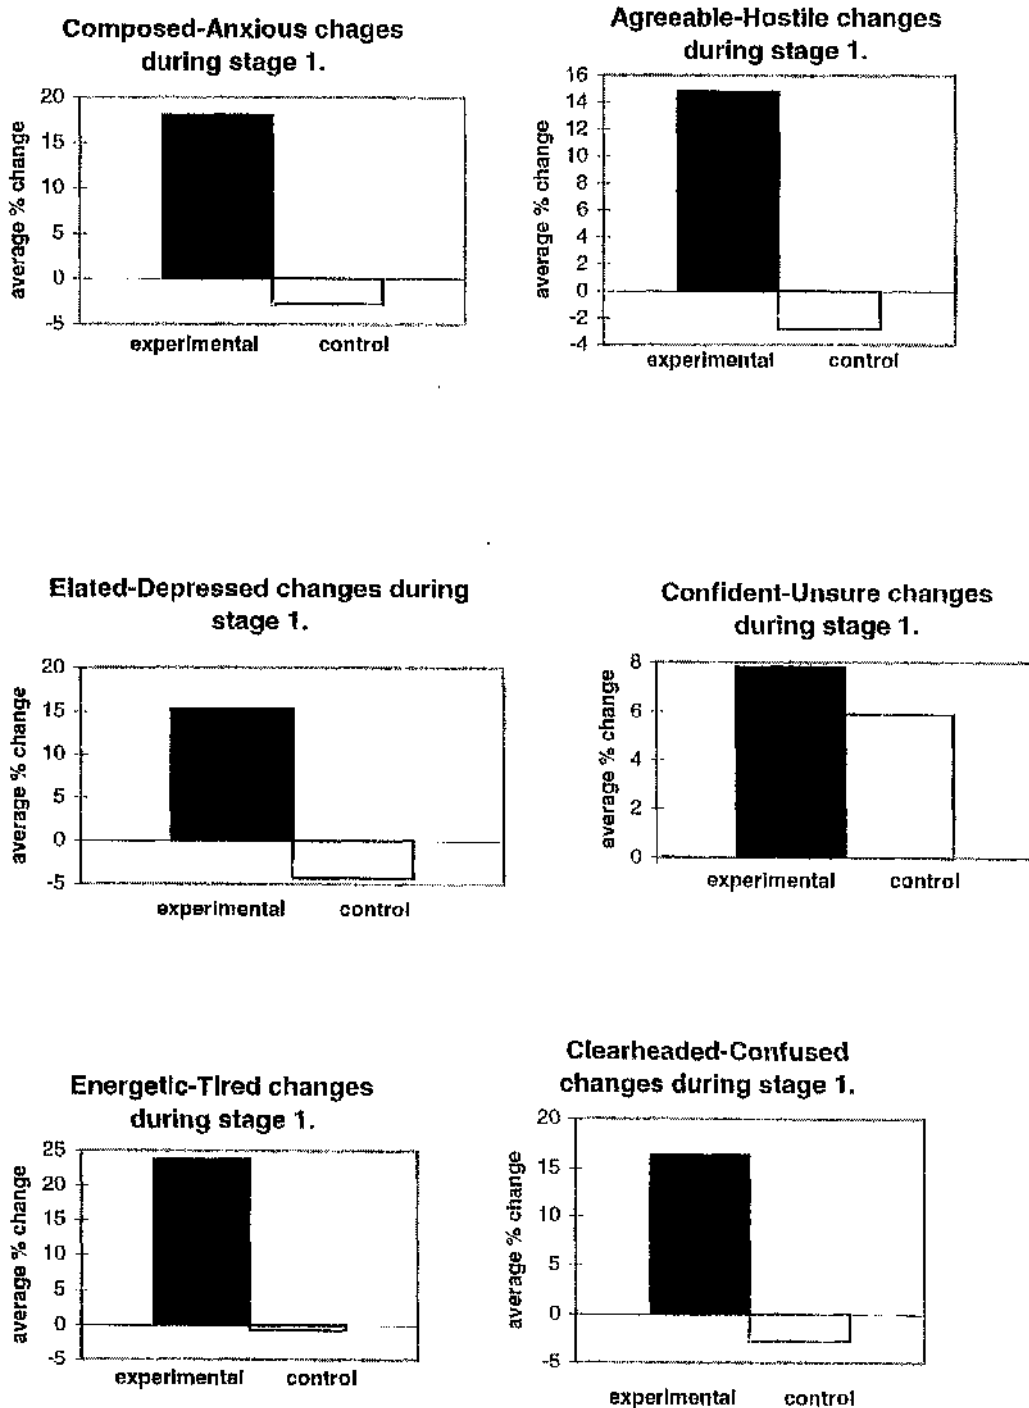 Composed-Anxious chages
during stage 1.
20
15
10
5
0
-5
average % change
experimental
control
Agreeable-Hostile changes
during stage 1.
16
14
12
10
8
6
4
2
0
-2
-4
average % change
experimental
control
Elated-Depressed changes during
stage 1.
20
15
10
5
0
-5
average % change
experimental
control
Confident-Unsure changes
during stage 1.
8
6
4
2
0
average % change
experimental
control
Energetic-Tired changes
during stage 1.
25
20
15
10
5
0
-5
average % change
experimental
control
Clearheaded-Confused
changes during stage 1.
20
15
10
5
0
-5
average % change
experimental
control